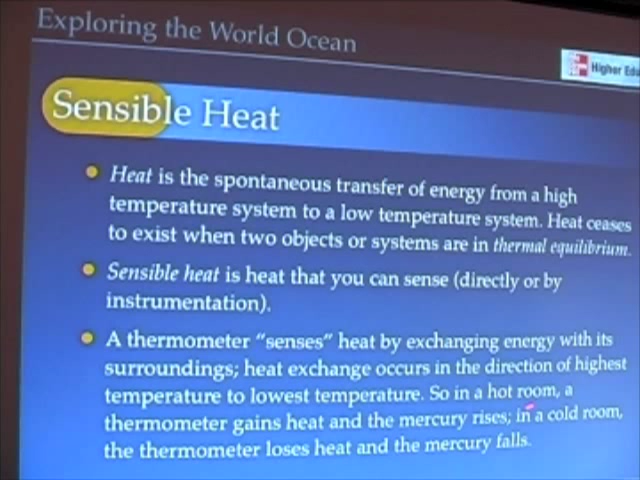 Exploring the World Ocean
Higher Edu
Sensible Heat
Heat is the spontaneous transfer of energy from a high
temperature system to a low temperature system. Heat ceases
to exist when two objects or systems are in thermal equilibrium.
Sensible heat is heat that you can sense (directly or by
instrumentation).
A thermometer “senses” heat by exchanging energy with its
surroundings; heat exchange occurs in the direction of highest
temperature to lowest temperature. So in a hot room, a
thermometer gains heat and the mercury rises; in a cold room,
the thermometer loses heat and the mercury falls.